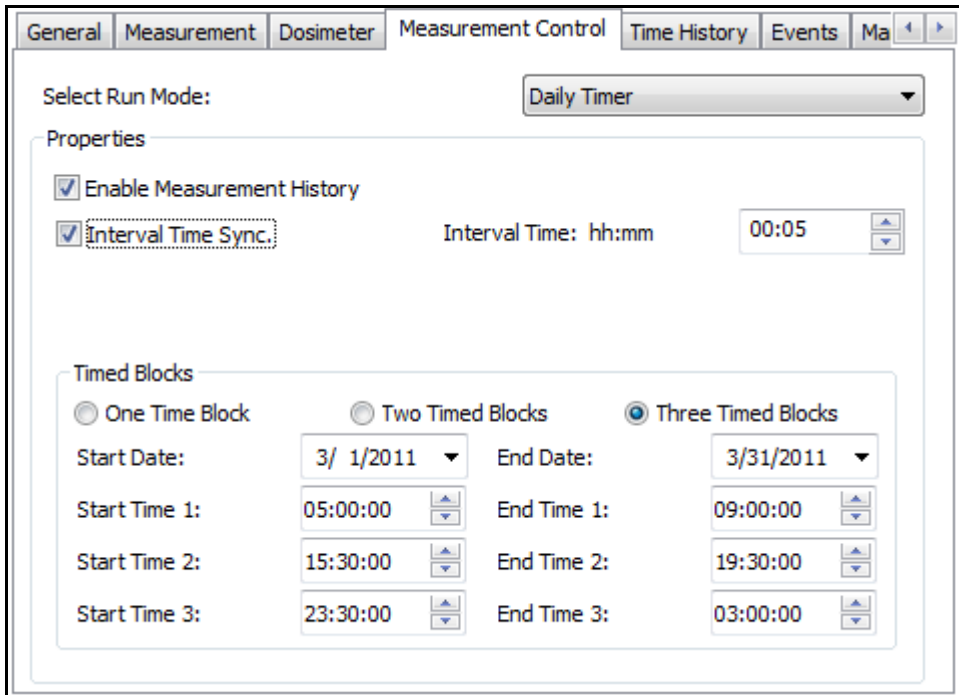 General Measurement Dosimeter Measurement Control Time History Events Ma
Select Run Mode: Daily Timer
Properties
Enable Measurement History
Interval Time Sync. Interval Time: hh:mm 00:05
Timed Blocks
One Time Block Two Timed Blocks Three Timed Blocks
Start Date: 3/ 1/2011 End Date: 3/31/2011
Start Time 1: 05:00:00 End Time 1: 09:00:00
Start Time 2: 15:30:00 End Time 2: 19:30:00
Start Time 3: 23:30:00 End Time 3: 03:00:00